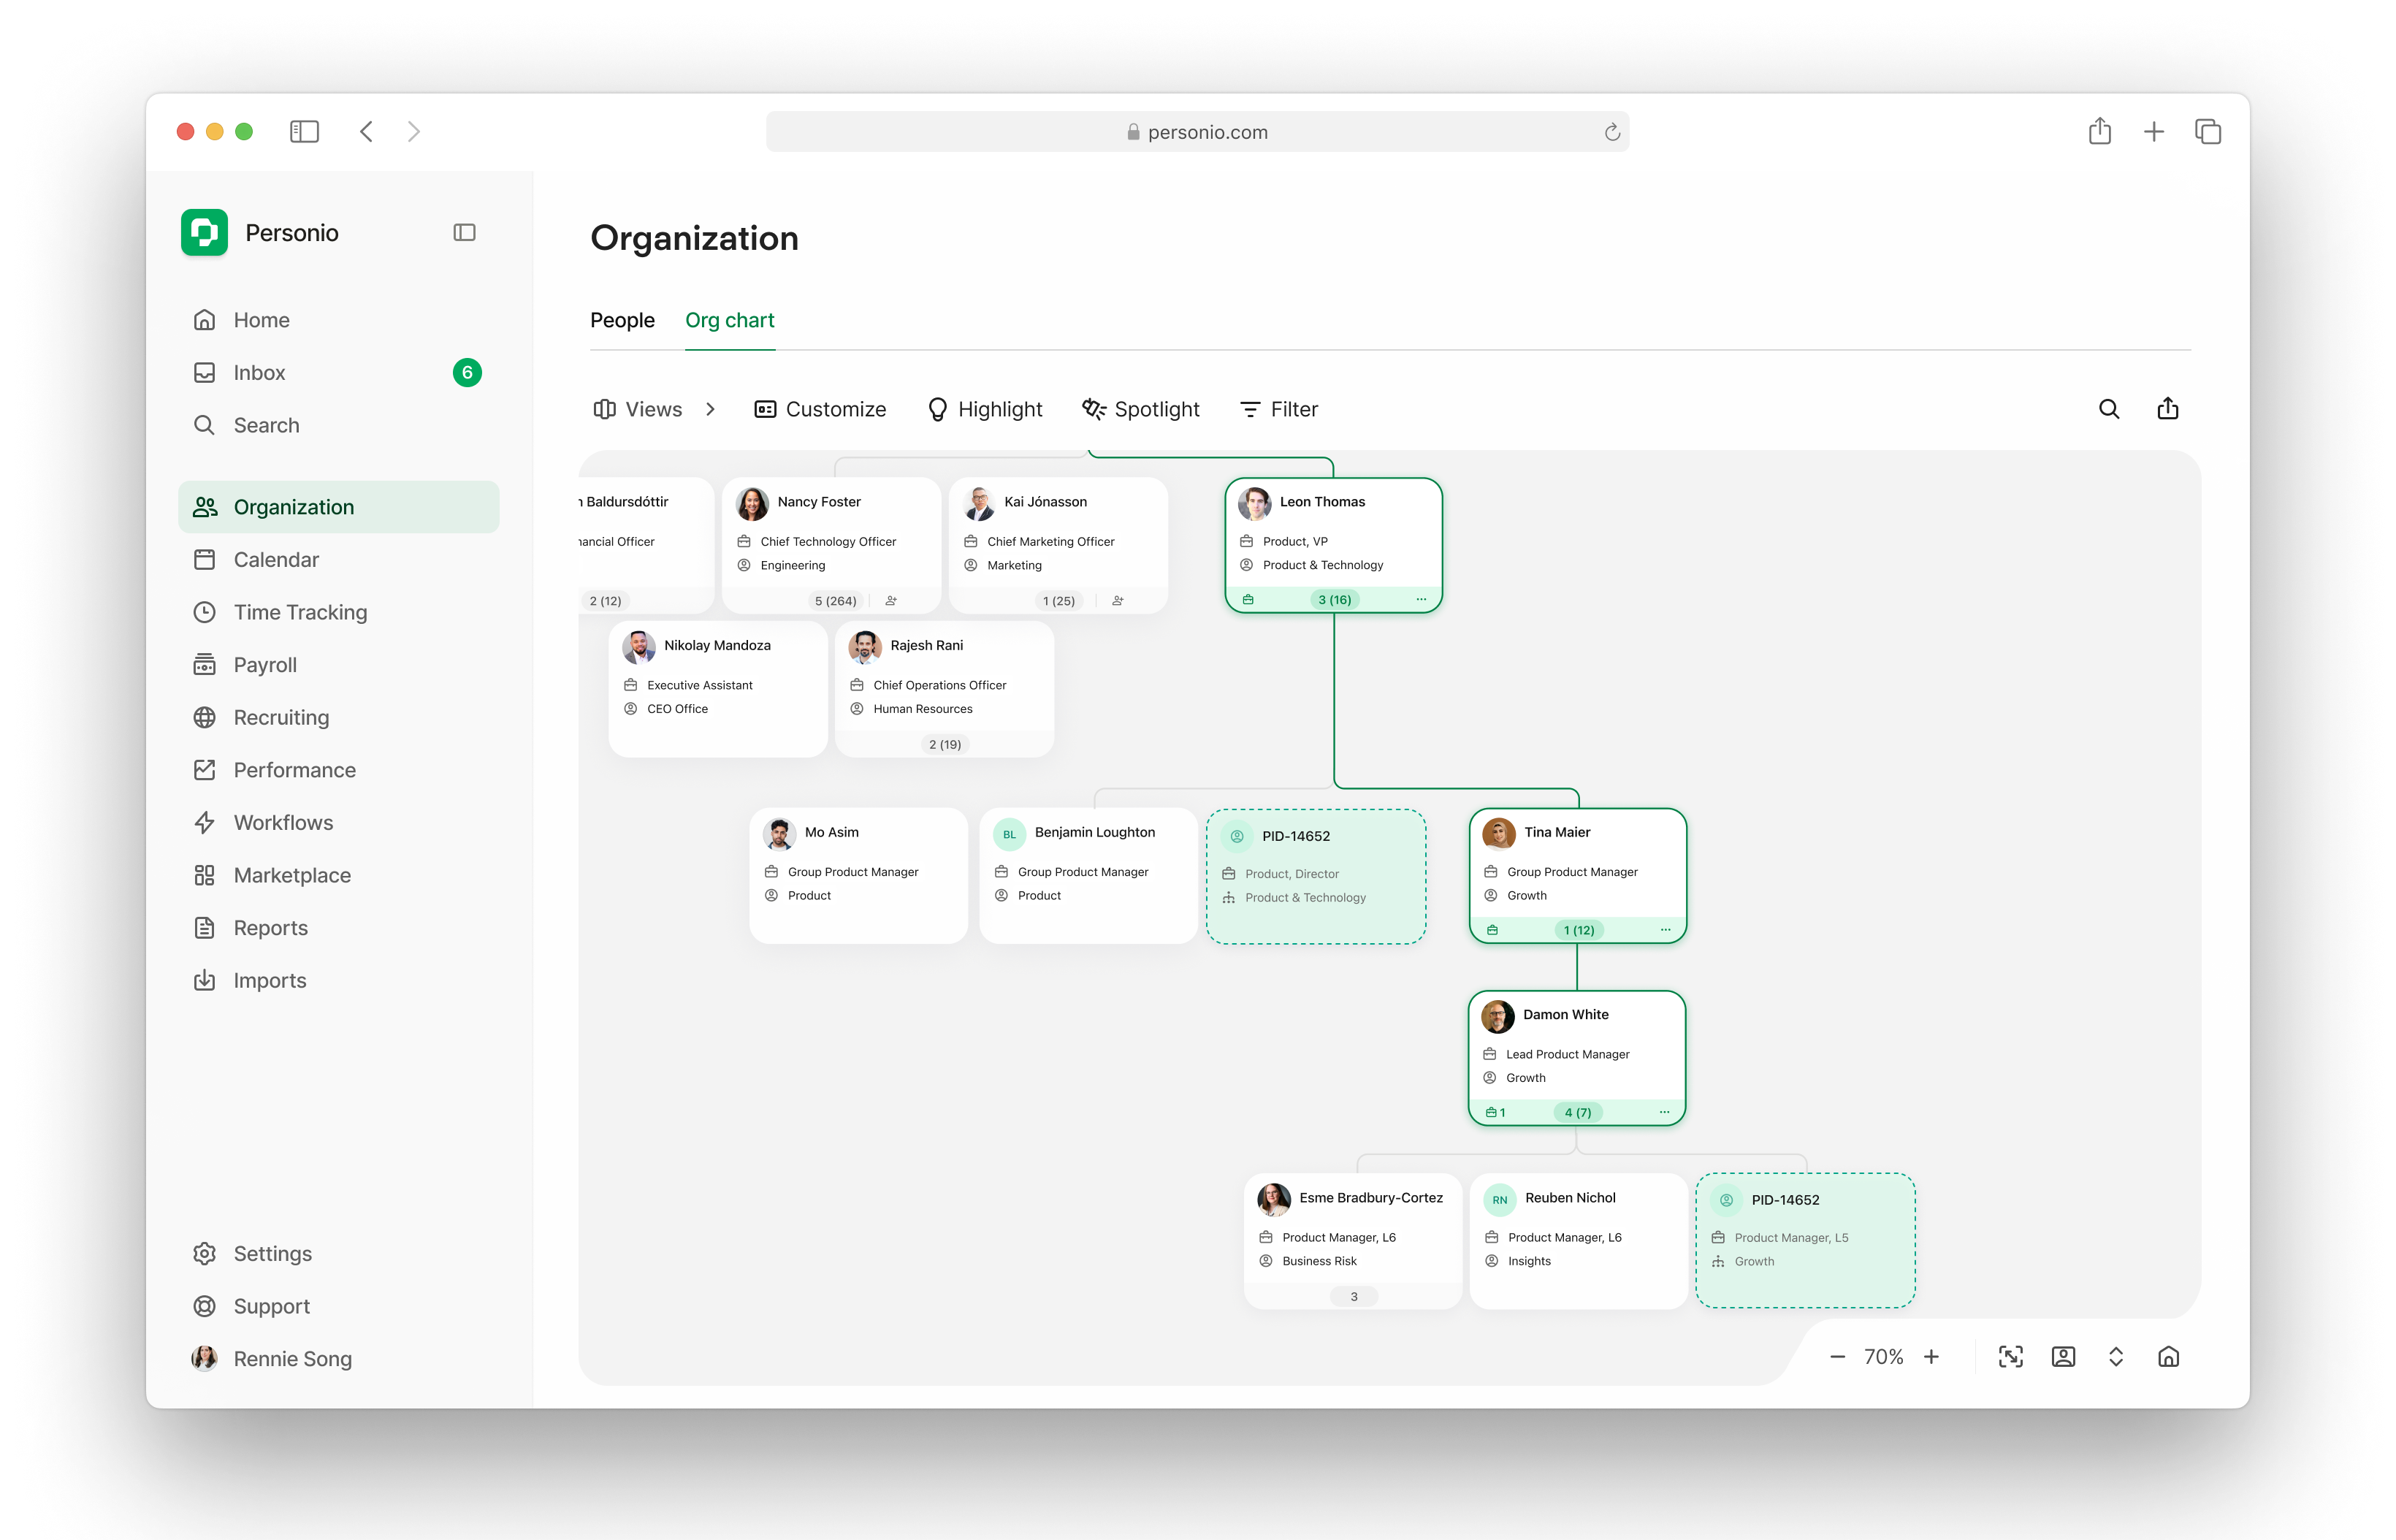 personio.com
Personio
Home
Inbox
6
Search
Organization
Calendar
Time Tracking
Payroll
Recruiting
Performance
Workflows
Marketplace
Reports
Imports
Settings
Support
Rennie Song
Organization
People
Org chart
Views
Customize
Highlight
Spotlight
Filter
Baldursdóttir
Officer
2 (12)
Nancy Foster
Chief Technology Officer
Engineering
5 (264)
Kai Jónasson
Chief Marketing Officer
Marketing
1 (25)
Leon Thomas
Product, VP
Product & Technology
3 (16)
Nikolay Mandoza
Executive Assistant
CEO Office
Rajesh Rani
Chief Operations Officer
Human Resources
2 (19)
Mo Asim
Group Product Manager
Product
BL
Benjamin Loughton
Group Product Manager
Product
PID-14652
Product, Director
Product & Technology
Tina Maier
Group Product Manager
Growth
1 (12)
Damon White
Lead Product Manager
Growth
1
4 (7)
Esme Bradbury-Cortez
Product Manager, L6
Business Risk
3
RN
Reuben Nichol
Product Manager, L6
Insights
PID-14652
Product Manager, L5
Growth
70%